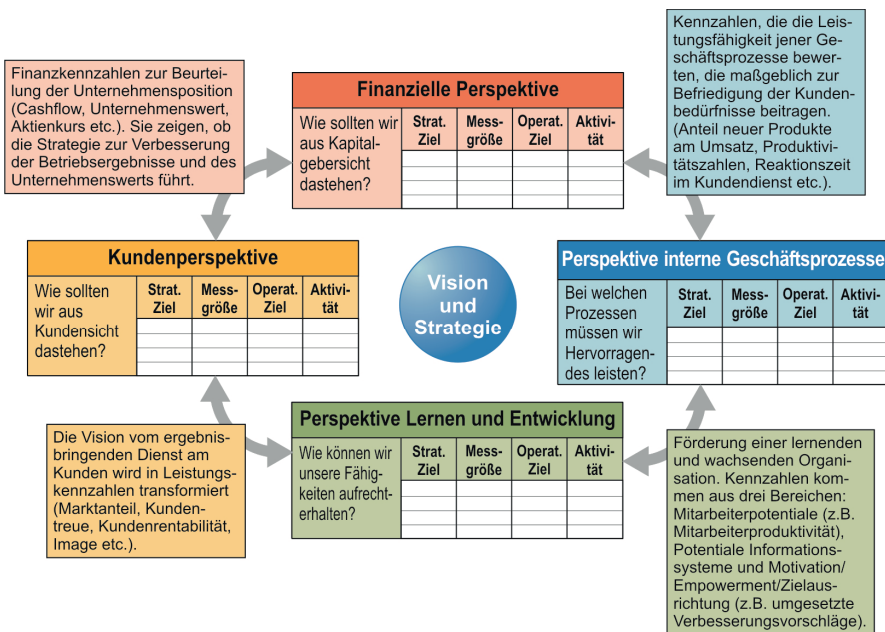 Finanzkennzahlen zur Beurtei-
lung der Unternehmensposition
(Cashflow, Unternehmenswert,
Aktienkurs etc.). Sie zeigen, ob
die Strategie zur Verbesserung
der Betriebsergebnisse und des
Unternehmenswerts führt.
Finanzielle Perspektive
Wie sollten wir
aus Kapital-
gebersicht
dastehen?
Strat.
Ziel
Mess-
größe
Operat.
Ziel
Aktivi-
tät
Kennzahlen, die die Leis-
tungsfähigkeit jener Ge-
schäftsprozesse bewer-
ten, die maßgeblich zur
Befriedigung der Kunden-
bedürfnisse beitragen.
(Anteil neuer Produkte
am Umsatz, Produktivi-
tätszahlen, Reaktionszeit
im Kundendienst etc.).
Kundenperspektive
Wie sollten
wir aus
Kundensicht
dastehen?
Strat.
Ziel
Mess-
größe
Operat.
Ziel
Aktivi-
tät
Vision
und
Strategie
Perspektive interne Geschäftsprozesse
Bei welchen
Prozessen
müssen wir
Hervorragen-
des leisten?
Strat.
Ziel
Mess-
größe
Operat.
Ziel
Aktivi-
tät
Die Vision vom ergebnis-
bringenden Dienst am
Kunden wird in Leistungs-
kennzahlen transformiert
(Marktanteil, Kunden-
treue, Kundenrentabilität,
Image etc.).
Perspektive Lernen und Entwicklung
Wie können wir
unsere Fähig-
keiten aufrecht-
erhalten?
Strat.
Ziel
Mess-
größe
Operat.
Ziel
Aktivi-
tät
Förderung einer lernenden
und wachsenden Organi-
sation. Kennzahlen kom-
men aus drei Bereichen:
Mitarbeiterpotentiale (z.B.
Mitarbeiterproduktivität),
Potentiale Informations-
systeme und Motivation/
Empowerment/Zielaus-
richtung (z.B. umgesetzte
Verbesserungsvorschläge).